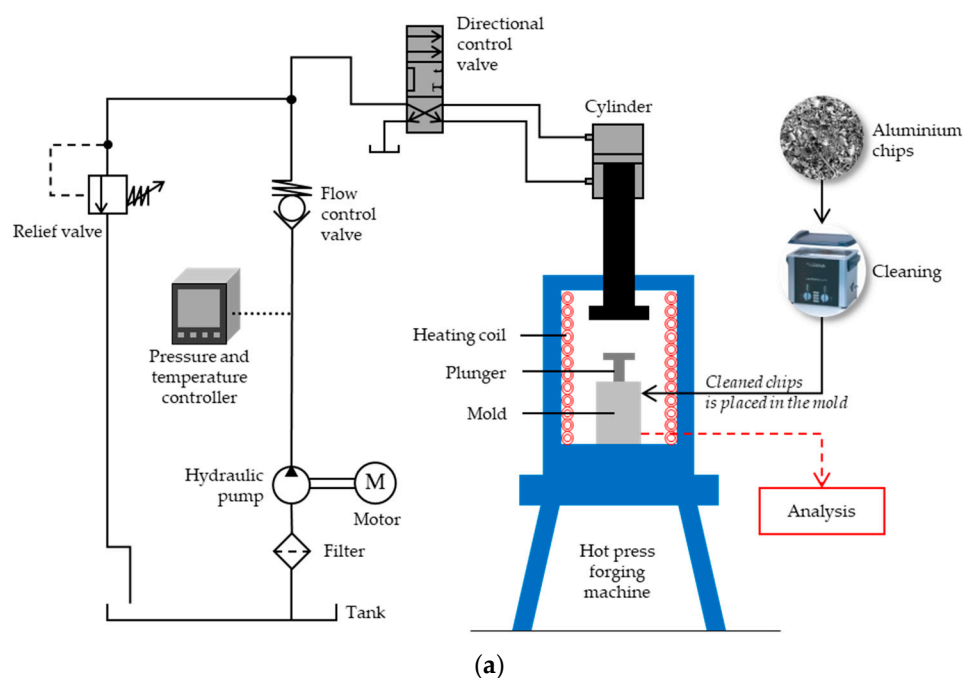 Directional
control
valve
Cylinder
Aluminium
chips
Relief valve
Flow
control
valve
Cleaning
Pressure and
temperature
controller
Heating coil
Plunger
Mold
Cleaned chips
is placed in the mold
Hydraulic
pump
M
Motor
Analysis
Filter
Hot press
forging
machine
Tank
(a)